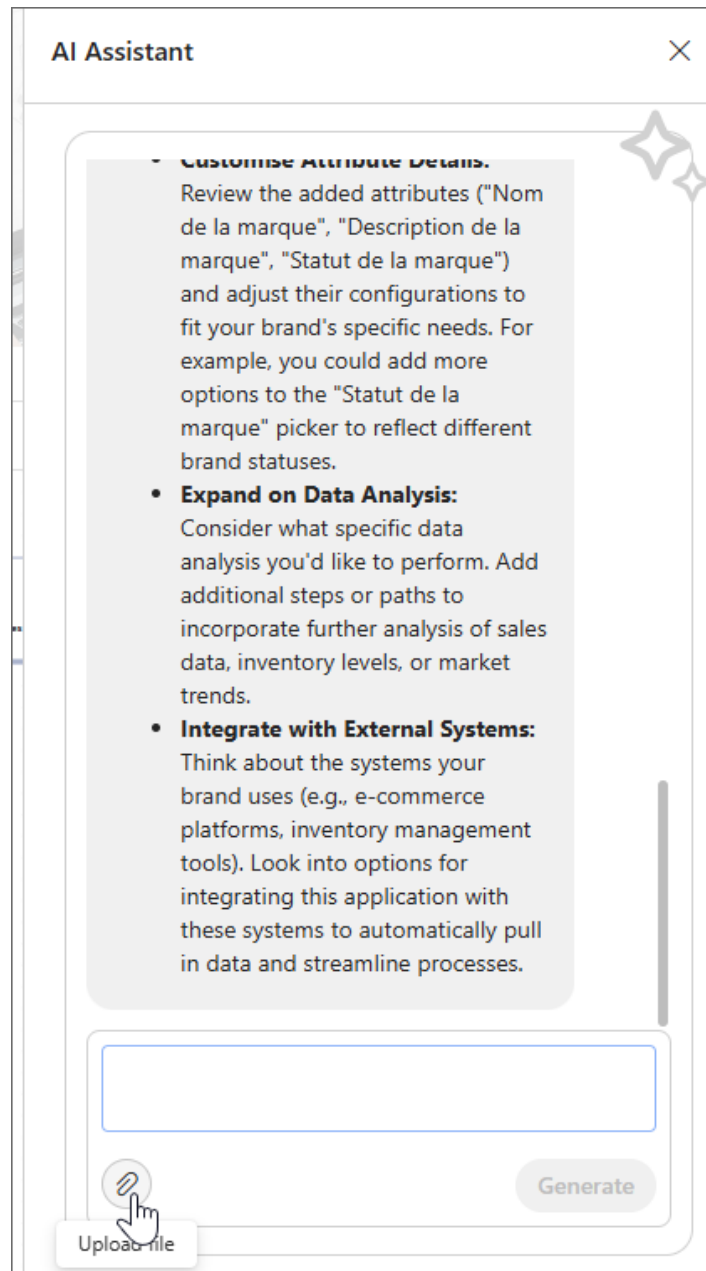 AI Assistant
Customise Attribute Details:
Review the added attributes ("Nom
de la marque", "Description de la
marque", "Statut de la marque")
and adjust their configurations to
fit your brand's specific needs. For
example, you could add more
options to the "Statut de la
marque" picker to reflect different
brand statuses.
Expand on Data Analysis:
Consider what specific data
analysis you'd like to perform. Add
additional steps or paths to
incorporate further analysis of sales
data, inventory levels, or market
trends.
Integrate with External Systems:
Think about the systems your
brand uses (e.g., e-commerce
platforms, inventory management
tools). Look into options for
integrating this application with
these systems to automatically pull
in data and streamline processes.
Generate
Upload file